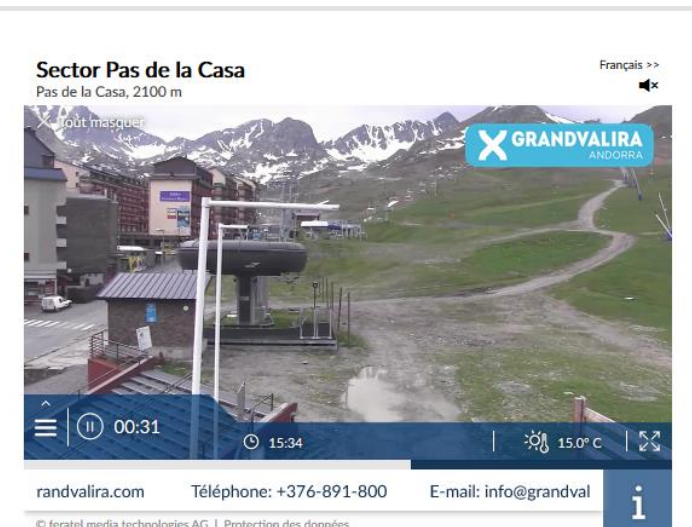 Sector Pas de la Casa
Français >>
Pas de la Casa, 2100 m
Tout masquer
GRANDVALIRA
ANDORRA
00:31
15:34
15.0° C
randvalira.com Téléphone: +376-891-800 E-mail: info@grandval
i
© feratel media technologies AG | Protection des données